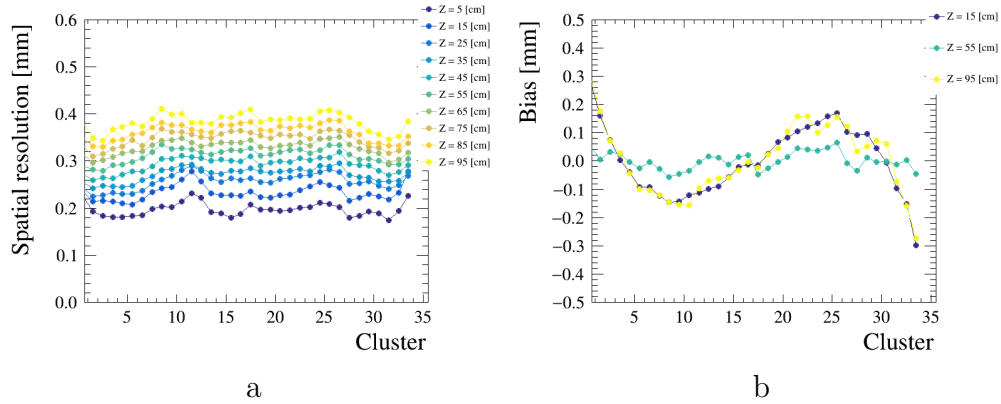 Spatial resolution [mm]
0.6
0.5
0.4
0.3
0.2
0.1
0.0
5 10 15 20 25 30 35
Cluster
Z = 5 [cm]
Z = 15 [cm]
Z = 25 [cm]
Z = 35 [cm]
Z = 45 [cm]
Z = 55 [cm]
Z = 65 [cm]
Z = 75 [cm]
Z = 85 [cm]
Z = 95 [cm]
a
Bias [mm]
0.5
0.4
0.3
0.2
0.1
0.0
−0.1
−0.2
−0.3
−0.4
−0.5
5 10 15 20 25 30 35
Cluster
Z = 15 [cm]
Z = 55 [cm]
Z = 95 [cm]
b